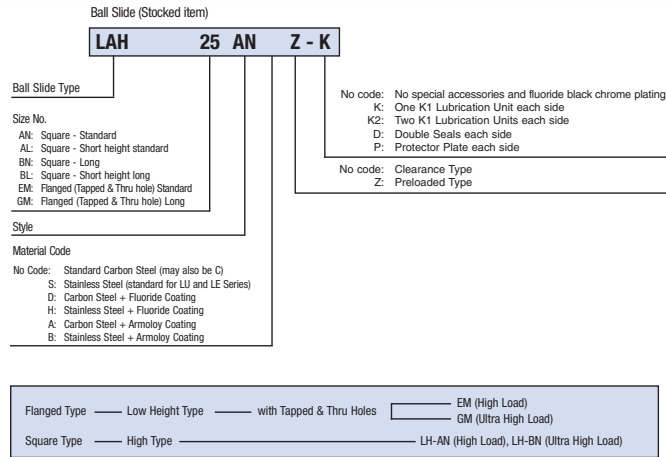 Ball Slide (Stocked item)
LAH 25 AN Z - K
Ball Slide Type
Size No.
AN: Square - Standard
AL: Square - Short height standard
BN: Square - Long
BL: Square - Short height long
EM: Flanged (Tapped & Thru hole) Standard
GM: Flanged (Tapped & Thru hole) Long
Style
Material Code
No Code: Standard Carbon Steel (may also be C)
S: Stainless Steel (standard for LU and LE Series)
D: Carbon Steel + Fluoride Coating
H: Stainless Steel + Fluoride Coating
A: Carbon Steel + Armoloy Coating
B: Stainless Steel + Armoloy Coating
No code: No special accessories and fluoride black chrome plating
K: One K1 Lubrication Unit each side
K2: Two K1 Lubrication Units each side
D: Double Seals each side
P: Protector Plate each side
No code: Clearance Type
Z: Preloaded Type
Flanged Type Low Height Type with Tapped & Thru Holes EM (High Load)
GM (Ultra High Load)
Square Type High Type LH-AN (High Load), LH-BN (Ultra High Load)